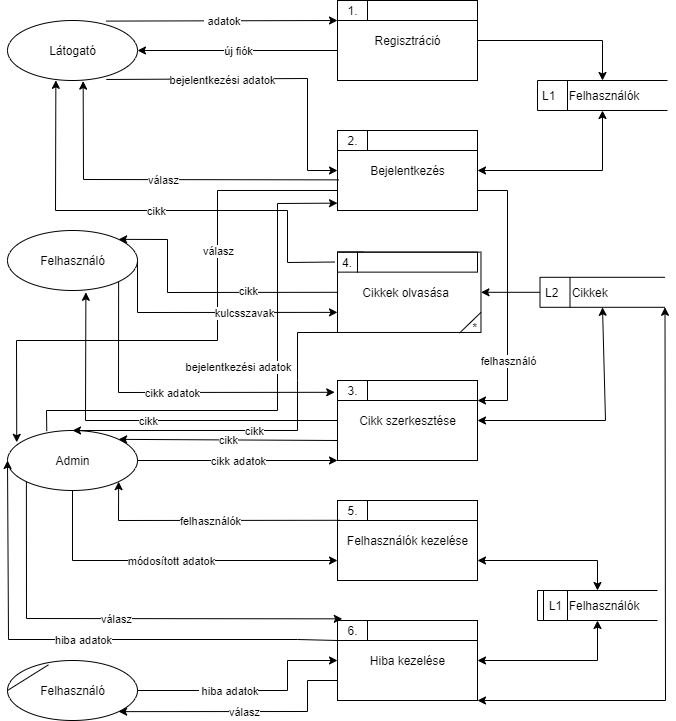 adatok
1.
Látogató
Regisztráció
új fiók
bejelentkezési adatok
L1
Felhasználók
2.
Bejelentkezés
válasz
cikk
válasz
Felhasználó
4.
cikk
Cikkek olvasása
L2
Cikkek
kulcsszavak
*
bejelentkezési adatok
felhasználó
3.
cikk adatok
cikk
Cikk szerkesztése
cikk
cikk
Admin
cikk adatok
5.
felhasználók
Felhasználók kezelése
módosított adatok
L1
Felhasználók
válasz
6.
hiba adatok
Hiba kezelése
Felhasználó
hiba adatok
válasz